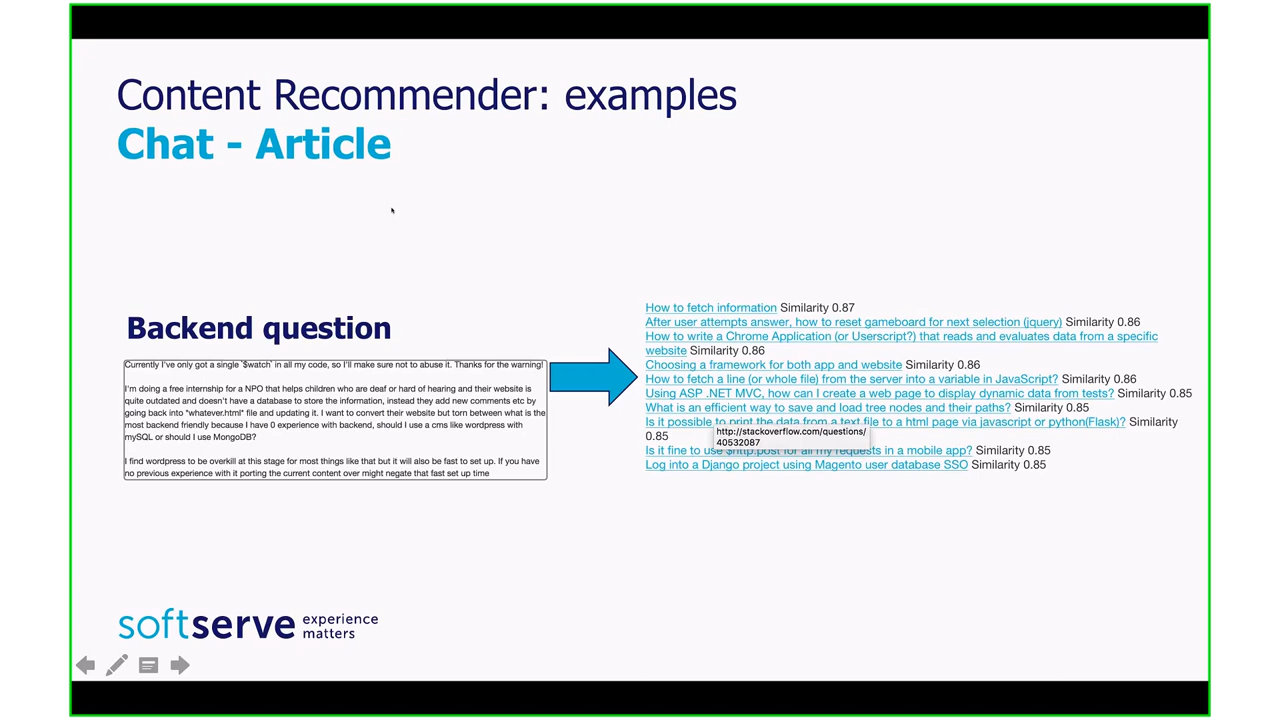 Content Recommender: examples
Chat - Article
Backend question
Currently I've only got a single `$watch` in all my code, so I'll make sure not to abuse it. Thanks for the warning!
I'm doing a free internship for a NPO that helps children who are deaf or hard of hearing and their website is
quite outdated and doesn't have a database to store the information, instead they add new comments etc by
going back into *whatever.html* file and updating it. I want to convert their website but torn between what is the
most backend friendly because I have 0 experience with backend, should I use a cms like wordpress with
mySQL or should I use MongoDB?
I find wordpress to be overkill at this stage for most things like that but it will also be fast to set up. If you have
no previous experience with it porting the current content over might negate that fast set up time
How to fetch information Similarity 0.87
After user attempts answer, how to reset gameboard for next selection (jquery) Similarity 0.86
How to write a Chrome Application (or Userscript?) that reads and evaluates data from a specific
website Similarity 0.86
Choosing a framework for both app and website Similarity 0.86
How to fetch a line (or whole file) from the server into a variable in JavaScript? Similarity 0.86
Using ASP .NET MVC, how can I create a web page to display dynamic data from tests? Similarity 0.85
What is an efficient way to save and load tree nodes and their paths? Similarity 0.85
Is it possible to print the data from a text file to a html page via javascript or python(Flask)? Similarity
0.85
http://stackoverflow.com/questions/
40532087
Is it fine to use $http.post for all my requests in a mobile app? Similarity 0.85
Log into a Django project using Magento user database SSO Similarity 0.85
softserve experience
matters